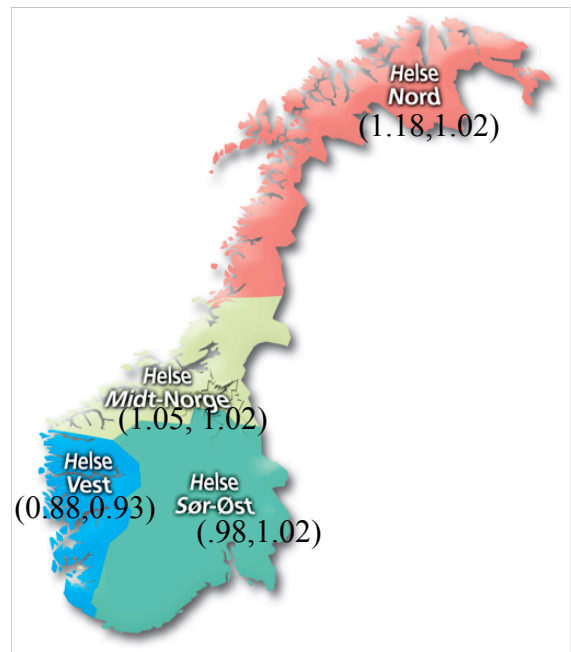 Helse
Nord
(1.18,1.02)
Helse
Midt-Norge
(1.05, 1.02)
Helse
Vest
(0.88,0.93)
Helse
Sør-Øst
(.98,1.02)